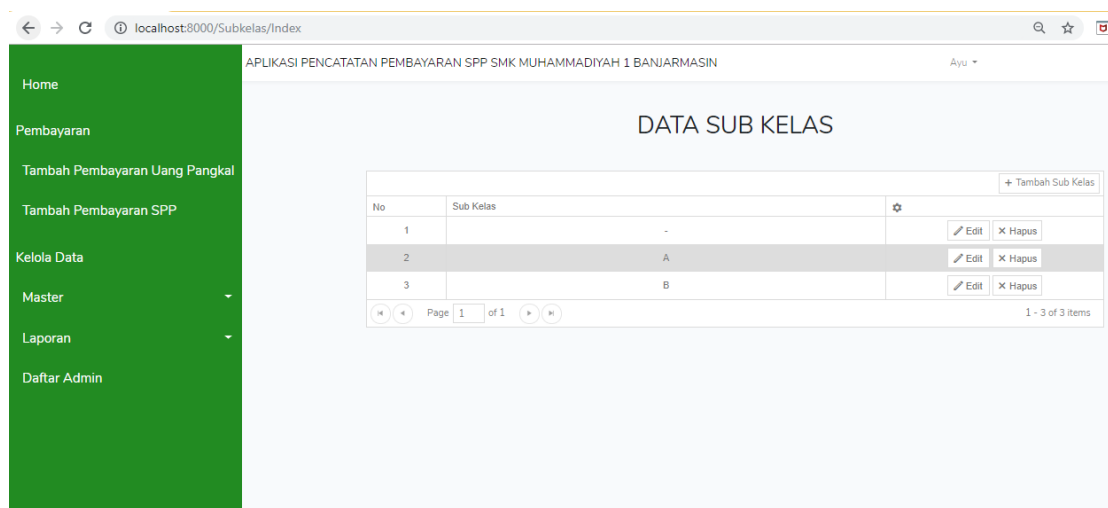 localhost:8000/Subkelas/Index
APLIKASI PENCATATAN PEMBAYARAN SPP SMK MUHAMMADIYAH 1 BANJARMASIN
Ayu
Home
Pembayaran
Tambah Pembayaran Uang Pangkal
Tambah Pembayaran SPP
Kelola Data
Master
Laporan
Daftar Admin
DATA SUB KELAS
+ Tambah Sub Kelas
No Sub Kelas
1 - Edit × Hapus
2 A Edit × Hapus
3 B Edit × Hapus
Page 1 of 1 1 - 3 of 3 items